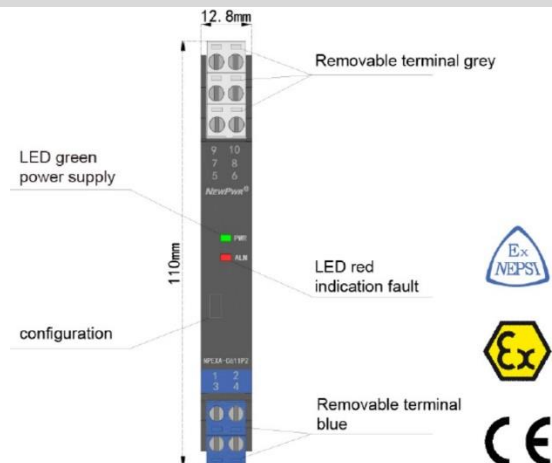 12.8mm
Removable terminal grey
110mm
9 10
7 8
5 6
NEWPWR®
LED green
power supply
PWR
ALM
LED red
indication fault
configuration
1 2
3 4
Removable terminal
blue
Ex
NEPSI
Ex
CE